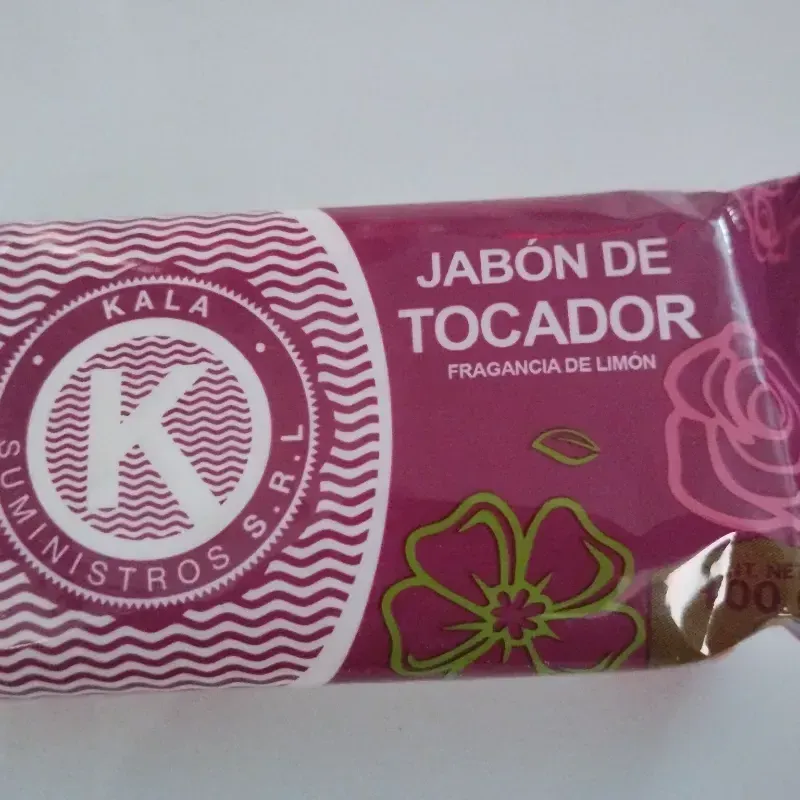 KALA
K
SUMINISTROS S.R.L
JABÓN DE
TOCADOR
FRAGANCIA DE LIMÓN